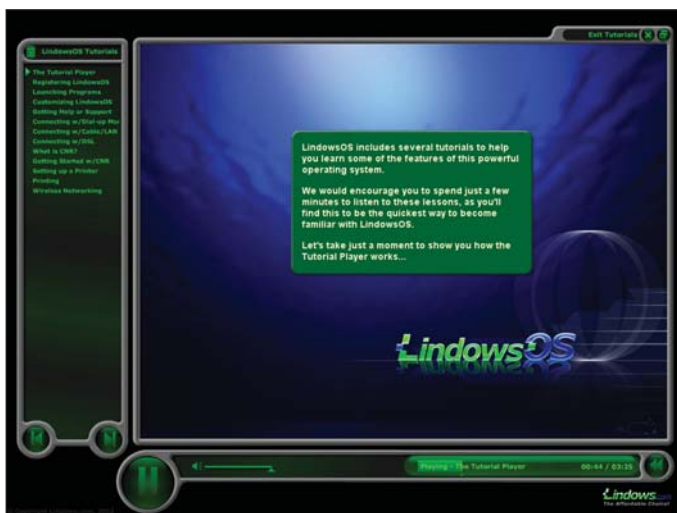 Exit Tutorials
LindowsOS Tutorials
The Tutorial Player
Registering LindowsOS
Launching Programs
Customizing LindowsOS
Getting Help or Support
Connecting w/Dial-up Mo
Connecting w/Cable/LAN
Connecting w/DSL
What is CNR?
Getting Started w/CNR
Setting up a Printer
Printing
Wireless Networking
LindowsOS includes several tutorials to help
you learn some of the features of this powerful
operating system.
We would encourage you to spend just a few
minutes to listen to these lessons, as you'll
find this to be the quickest way to become
familiar with LindowsOS.
Let's take just a moment to show you how the
Tutorial Player works...
LindowsOS
Playing - The Tutorial Player
00:44 / 03:25
Lindows.com
The Affordable Choice!